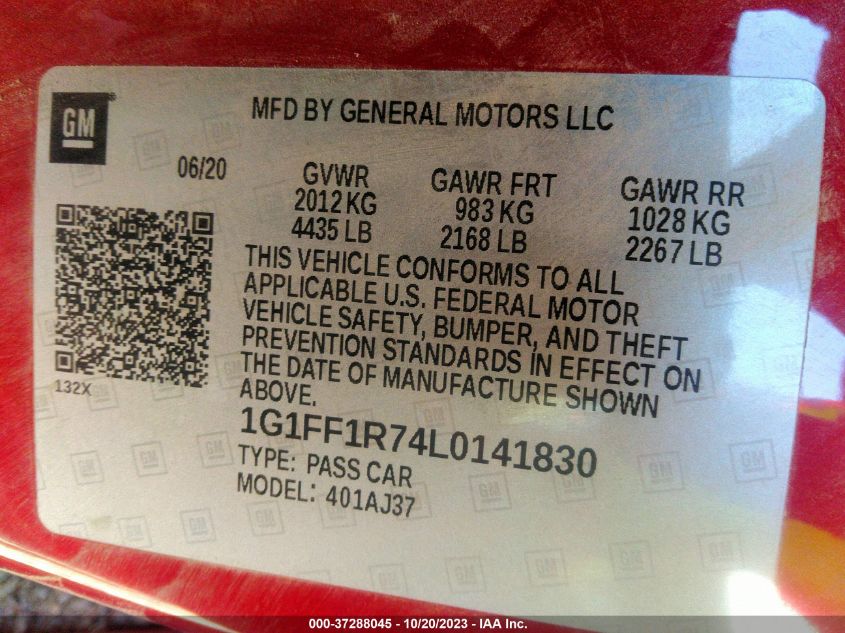 GM
MFD BY GENERAL MOTORS LLC
06/20
GVWR
2012 KG
4435 LB
GAWR FRT
983 KG
2168 LB
GAWR RR
1028 KG
2267 LB
THIS VEHICLE CONFORMS TO ALL
APPLICABLE U.S. FEDERAL MOTOR
VEHICLE SAFETY, BUMPER, AND THEFT
PREVENTION STANDARDS IN EFFECT ON
THE DATE OF MANUFACTURE SHOWN
ABOVE.
132X
1G1FF1R74L0141830
TYPE: PASS CAR
MODEL: 401AJ37
000-37288045 - 10/20/2023 - IAA Inc.